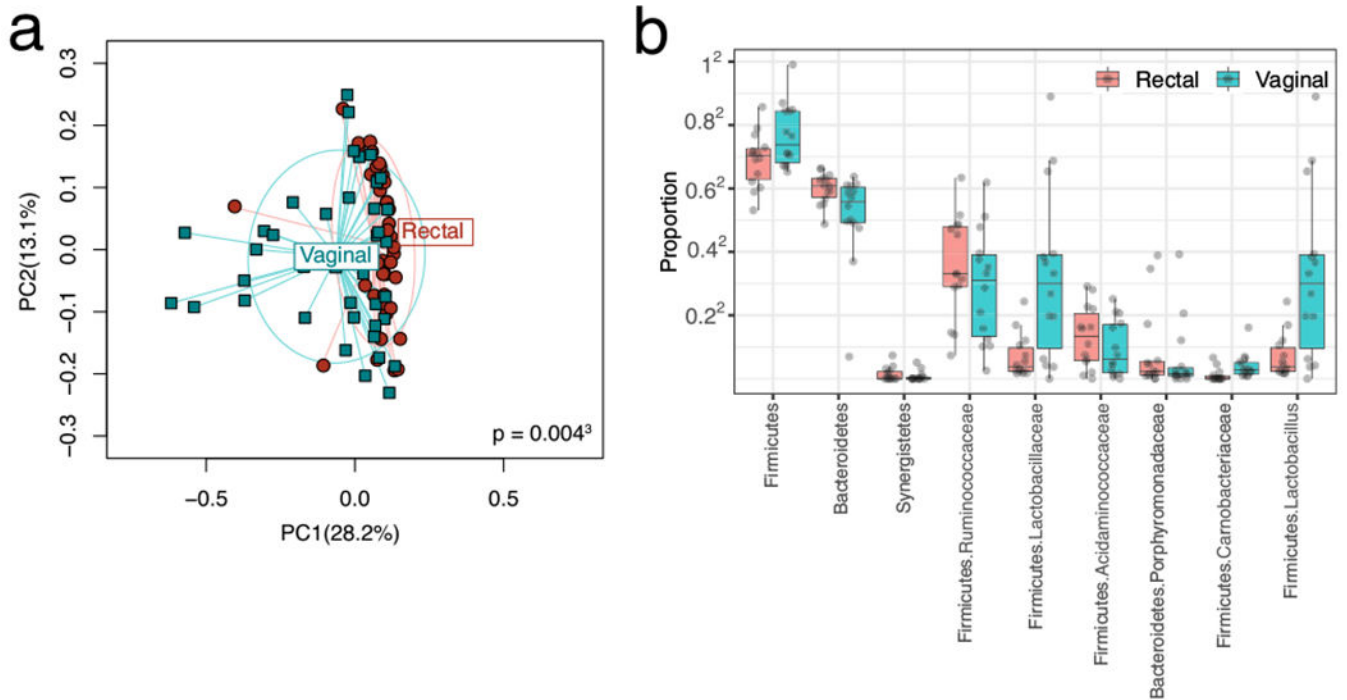 a
PC2(13.1%)
0.3
0.2
0.1
0.0
−0.1
−0.2
−0.3
Rectal
Vaginal
p = 0.004³
−0.5
0.0
0.5
PC1(28.2%)
b
Proportion
1²
0.8²
0.6²
0.4²
0.2²
Rectal
Vaginal
Firmicutes
Bacteroidetes
Synergistetes
Firmicutes.Ruminococcaceae
Firmicutes.Lactobacillaceae
Firmicutes.Acidaminococcaceae
Bacteroidetes.Porphyromonadaceae
Firmicutes.Carnobacteriaceae
Firmicutes.Lactobacillus